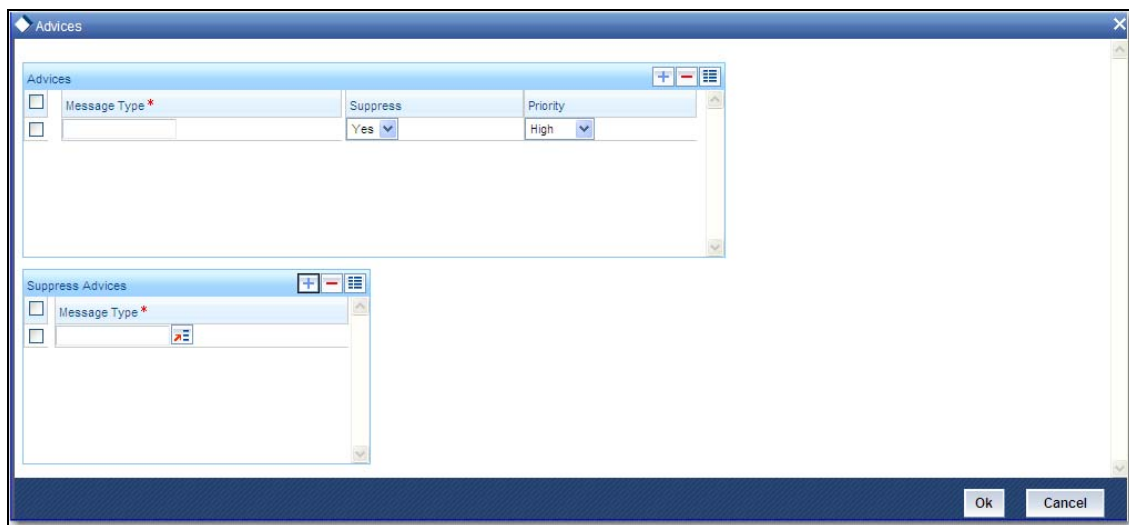 Advices
Advices
Message Type * Suppress Priority
Yes High
Suppress Advices
Message Type *
Ok Cancel